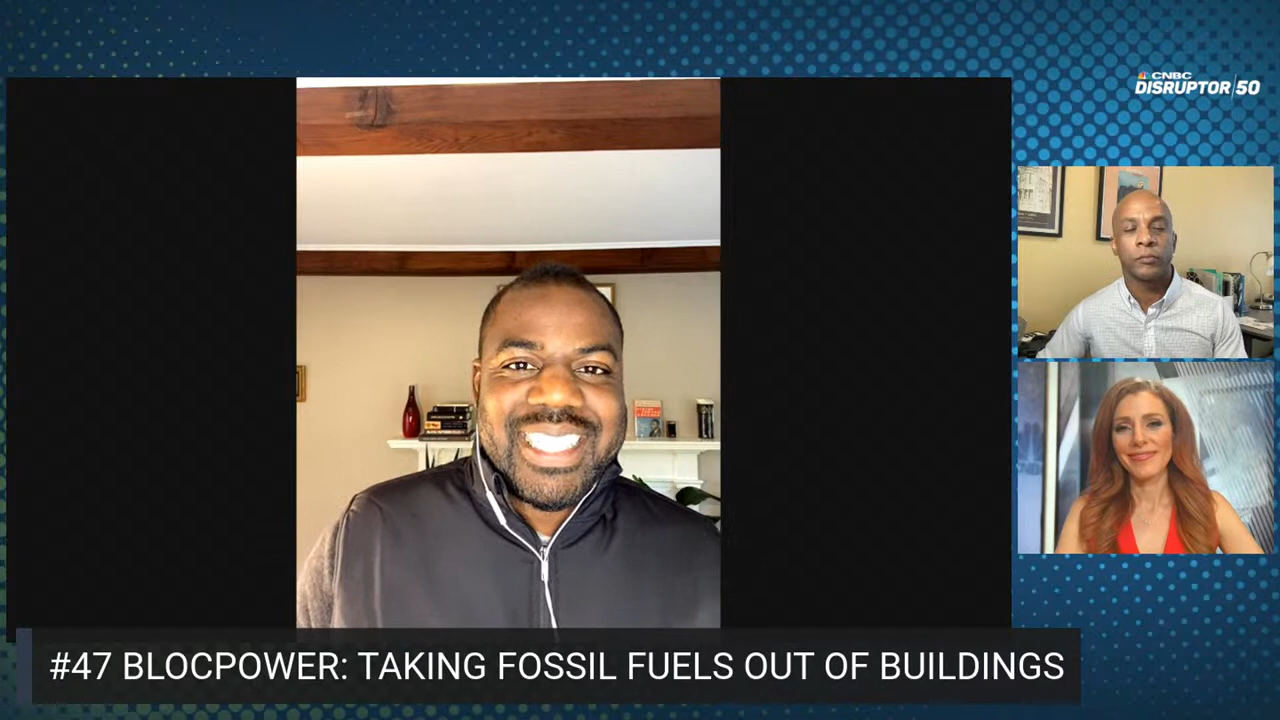 CNBC
DISRUPTOR/50
#47 BLOCPOWER: TAKING FOSSIL FUELS OUT OF BUILDINGS